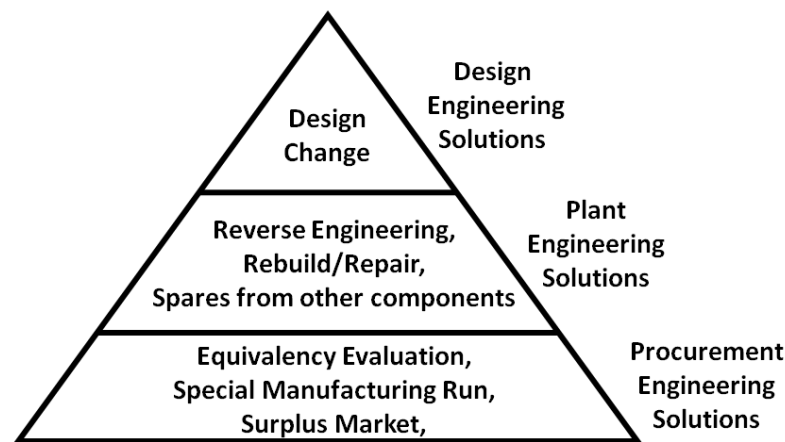 Design
Change
Design
Engineering
Solutions
Reverse Engineering,
Rebuild/Repair,
Spares from other components
Plant
Engineering
Solutions
Equivalency Evaluation,
Special Manufacturing Run,
Surplus Market,
Procurement
Engineering
Solutions